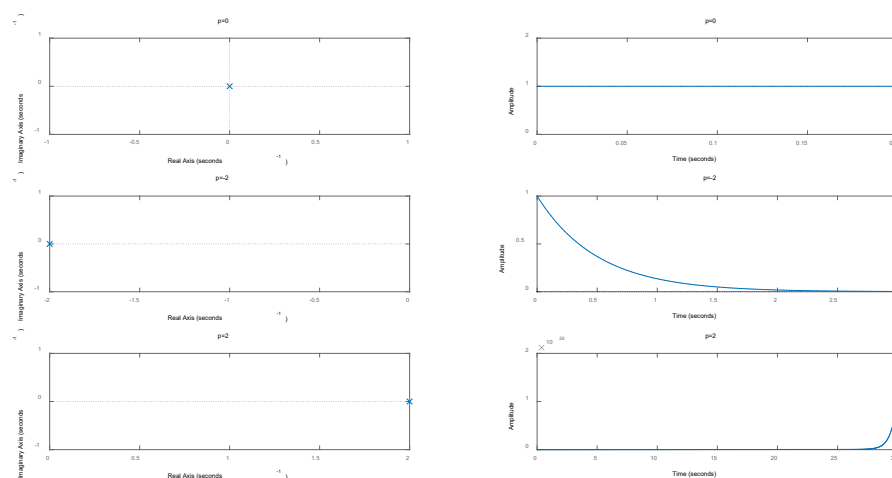 p=0
Imaginary Axis (seconds -1 )
1
0
-1
-1 -0.5 0 0.5 1
Real Axis (seconds -1 )
p=0
Amplitude
2
1
0
0 0.05 0.1 0.15
Time (seconds)
p=-2
Imaginary Axis (seconds -1 )
1
0
-1
-2 -1.5 -1 -0.5 0
Real Axis (seconds -1 )
p=-2
Amplitude
1
0.5
0
0 0.5 1 1.5 2 2.5
Time (seconds)
p=2
Imaginary Axis (seconds -1 )
1
0
-1
0 0.5 1 1.5 2
Real Axis (seconds -1 )
p=2
Amplitude
× 10
2
1
0
0 5 10 15 20 25
Time (seconds)